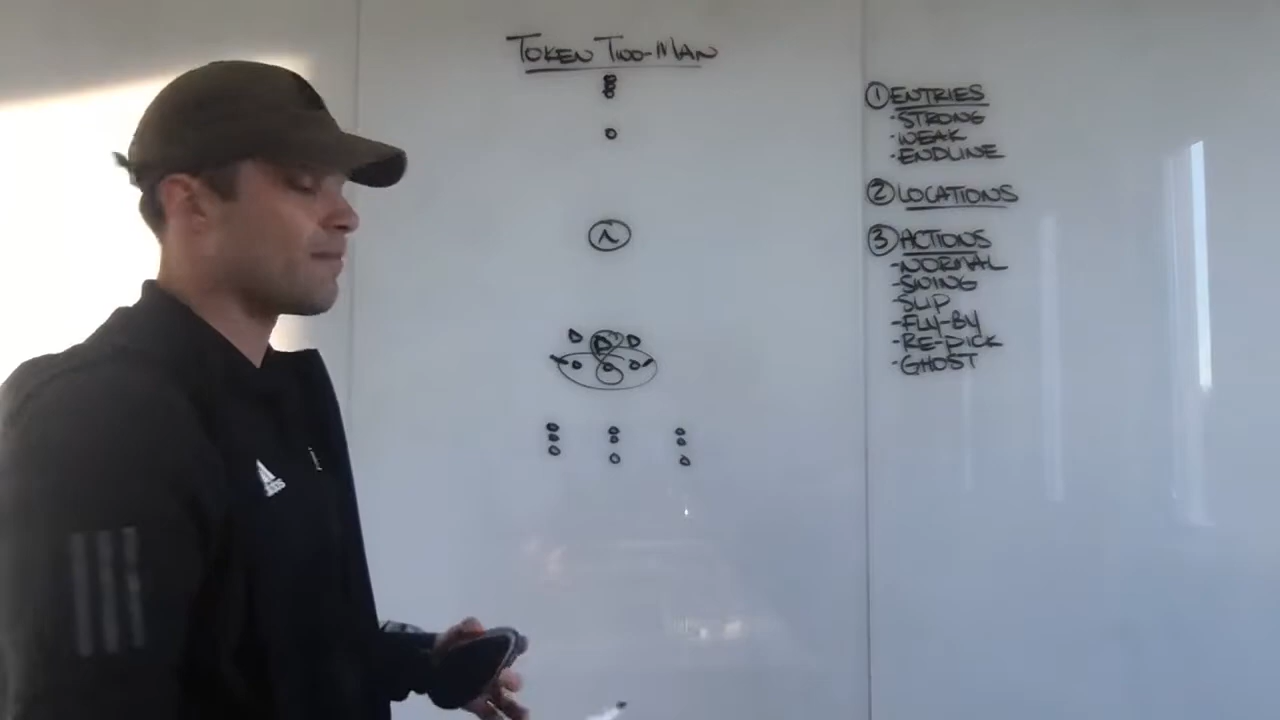 TOKEN TWO-MAN
① ENTRIES
-STRONG
-WEAK
-ENDLINE
② LOCATIONS
③ ACTIONS
-NORMAL
-SWING
-SLIP
-FLY-BY
-RE-PICK
-GHOST